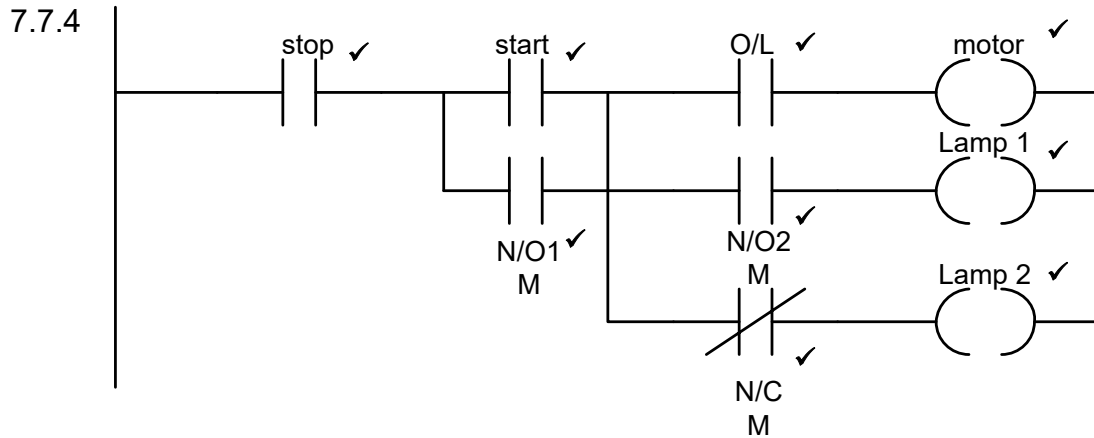 7.7.4
stop ✓
start ✓
O/L ✓
motor ✓
Lamp 1 ✓
N/O1 ✓
M
N/O2 ✓
M
Lamp 2 ✓
N/C ✓
M